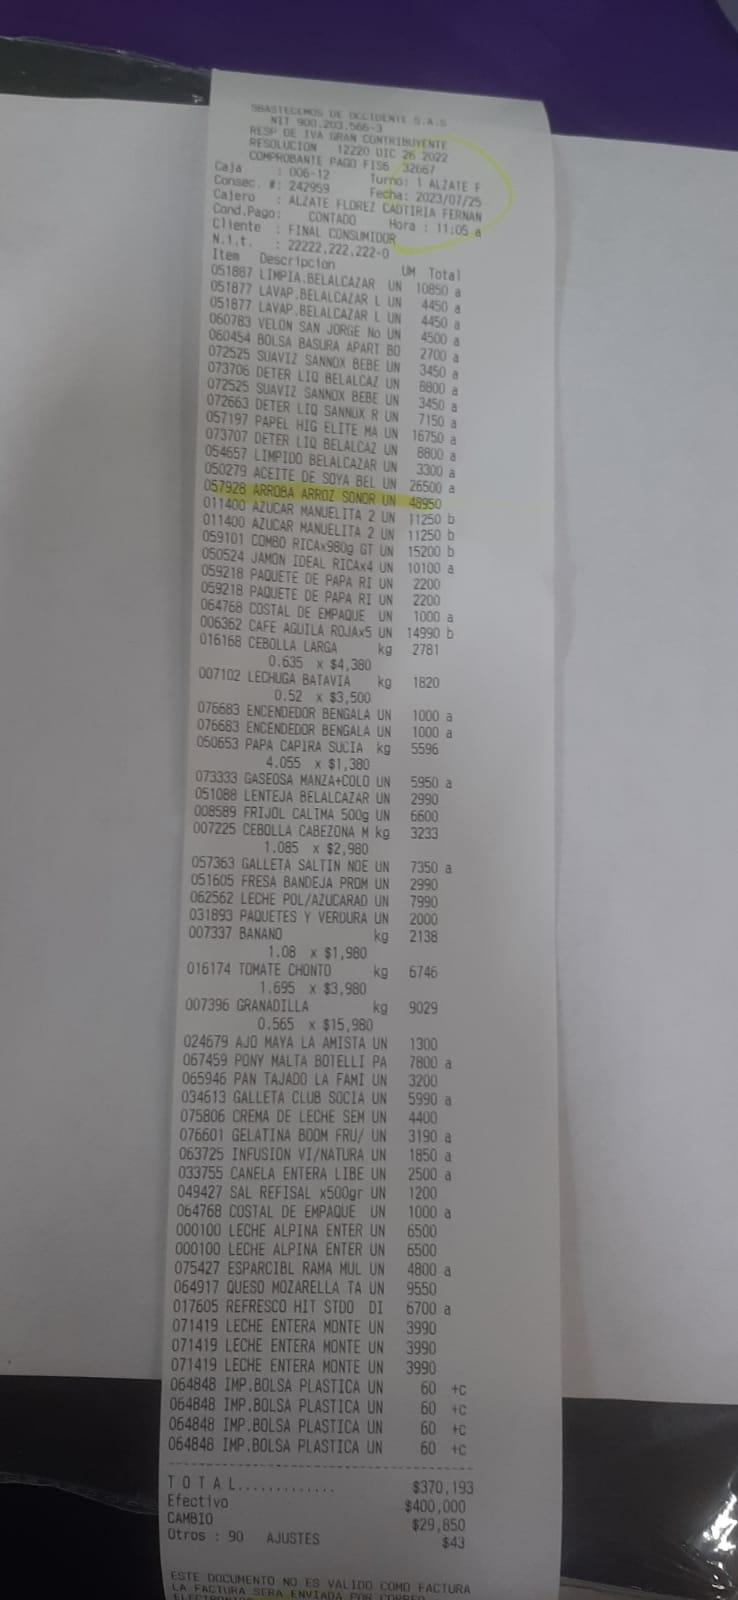 ABASTECEMOS DE OCCIDENTE S.A.S
NIT 900.203.566-3
RESP DE IVA GRAN CONTRIBUYENTE
RESOLUCION 12220 DIC 26 2022
COMPROBANTE PAGO FIS6 32667
Caja : 006-12 Turno: 1 ALZATE F
Consec. #: 242959 Fecha: 2023/07/25
Cajero : ALZATE FLOREZ CADTIRIA FERNAN
Cond.Pago: CONTADO Hora : 11:05 a
Cliente : FINAL CONSUMIDOR
N.i.t. : 22222,222,222-0
Item Descripcion UM Total
051887 LIMPIA.BELALCAZAR UN 10850 a
051877 LAVAP.BELALCAZAR L UN 4450 a
051877 LAVAP.BELALCAZAR L UN 4450 a
060783 VELON SAN JORGE No UN 4500 a
060454 BOLSA BASURA APART BO 2700 a
072525 SUAVIZ SANNOX BEBE UN 3450 a
073706 DETER LIQ BELALCAZ UN 8800 a
072525 SUAVIZ SANNOX BEBE UN 3450 a
072663 DETER LIQ SANNOX R UN 7150 a
057197 PAPEL HIG ELITE MA UN 16750 a
073707 DETER LIQ BELALCAZ UN 8800 a
054657 LIMPIDO BELALCAZAR UN 3300 a
050279 ACEITE DE SOYA BEL UN 26500 a
057928 ARROBA ARROZ SONOR UN 48950
011400 AZUCAR MANUELITA 2 UN 11250 b
011400 AZUCAR MANUELITA 2 UN 11250 b
059101 COMBO RICAx980g GT UN 15200 b
050524 JAMON IDEAL RICAx4 UN 10100 a
059218 PAQUETE DE PAPA RI UN 2200
059218 PAQUETE DE PAPA RI UN 2200
064768 COSTAL DE EMPAQUE UN 1000 a
006362 CAFE AGUILA ROJAx5 UN 14990 b
016168 CEBOLLA LARGA kg 2781
0.635 x $4,380
007102 LECHUGA BATAVIA kg 1820
0.52 x $3,500
076683 ENCENDEDOR BENGALA UN 1000 a
076683 ENCENDEDOR BENGALA UN 1000 a
050653 PAPA CAPIRA SUCIA kg 5596
4.055 x $1,380
073333 GASEOSA MANZA+COLO UN 5950 a
051088 LENTEJA BELALCAZAR UN 2990
008589 FRIJOL CALIMA 500g UN 6600
007225 CEBOLLA CABEZONA M kg 3233
1.085 x $2,980
057363 GALLETA SALTIN NOE UN 7350 a
051605 FRESA BANDEJA PROM UN 2990
062562 LECHE POL/AZUCARAD UN 7990
031893 PAQUETES Y VERDURA UN 2000
007337 BANANO kg 2138
1.08 x $1,980
016174 TOMATE CHONTO kg 6746
1.695 x $3,980
007396 GRANADILLA kg 9029
0.565 x $15,980
024679 AJO MAYA LA AMISTA UN 1300
067459 PONY MALTA BOTELLI PA 7800 a
065946 PAN TAJADO LA FAMI UN 3200
034613 GALLETA CLUB SOCIA UN 5990 a
075806 CREMA DE LECHE SEM UN 4400
076601 GELATINA BOOM FRU/ UN 3190 a
063725 INFUSION VI/NATURA UN 1850 a
033755 CANELA ENTERA LIBE UN 2500 a
049427 SAL REFISAL x500gr UN 1200
064768 COSTAL DE EMPAQUE UN 1000 a
000100 LECHE ALPINA ENTER UN 6500
000100 LECHE ALPINA ENTER UN 6500
075427 ESPARCIBL RAMA MUL UN 4800 a
064917 QUESO MOZARELLA TA UN 9550
017605 REFRESCO HIT STDO DI 6700 a
071419 LECHE ENTERA MONTE UN 3990
071419 LECHE ENTERA MONTE UN 3990
071419 LECHE ENTERA MONTE UN 3990
064848 IMP.BOLSA PLASTICA UN 60 +c
064848 IMP.BOLSA PLASTICA UN 60 +c
064848 IMP.BOLSA PLASTICA UN 60 +c
064848 IMP.BOLSA PLASTICA UN 60 +c
T O T A L............. $370,193
Efectivo $400,000
CAMBIO $29,850
Otros : 90 AJUSTES $43
ESTE DOCUMENTO NO ES VALIDO COMO FACTURA
LA FACTURA SERA ENVIADA POR CORREO